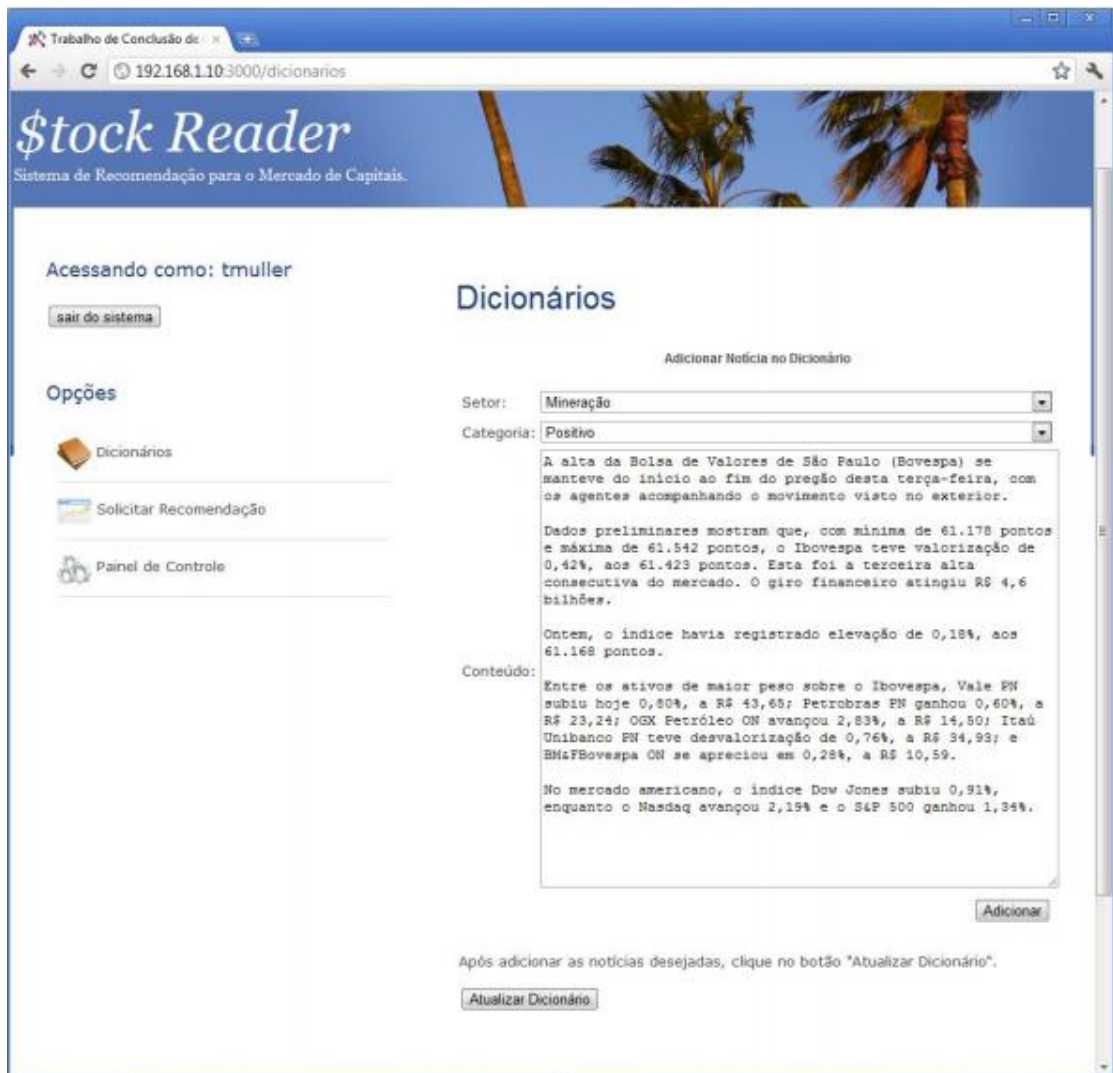 Trabalho de Conclusão de
192.168.1.10:3000/dicionarios
$tock Reader
Sistema de Recomendação para o Mercado de Capitais.
Acessando como: tmuller
sair do sistema
Opções
Dicionários
Solicitar Recomendação
Painel de Controle
Dicionários
Adicionar Notícia no Dicionário
Setor: Mineração
Categoria: Positivo
Conteúdo:
A alta da Bolsa de Valores de São Paulo (Bovespa) se
manteve do início ao fim do pregão desta terça-feira, com
os agentes acompanhando o movimento visto no exterior.
Dados preliminares mostram que, com mínima de 61.178 pontos
e máxima de 61.542 pontos, o Ibovespa teve valorização de
0,42%, aos 61.423 pontos. Esta foi a terceira alta
consecutiva do mercado. O giro financeiro atingiu R$ 4,6
bilhões.
Ontem, o índice havia registrado elevação de 0,18%, aos
61.168 pontos.
Entre os ativos de maior peso sobre o Ibovespa, Vale PN
subiu hoje 0,80%, a R$ 43,65; Petrobras PN ganhou 0,60%, a
R$ 23,24; OGX Petróleo ON avançou 2,83%, a R$ 14,50; Itaú
Unibanco PN teve desvalorização de 0,76%, a R$ 34,93; e
BM&FBovespa ON se apreciou em 0,28%, a R$ 10,59.
No mercado americano, o índice Dow Jones subiu 0,91%,
enquanto o Nasdaq avançou 2,19% e o S&P 500 ganhou 1,34%.
Adicionar
Após adicionar as notícias desejadas, clique no botão "Atualizar Dicionário".
Atualizar Dicionário